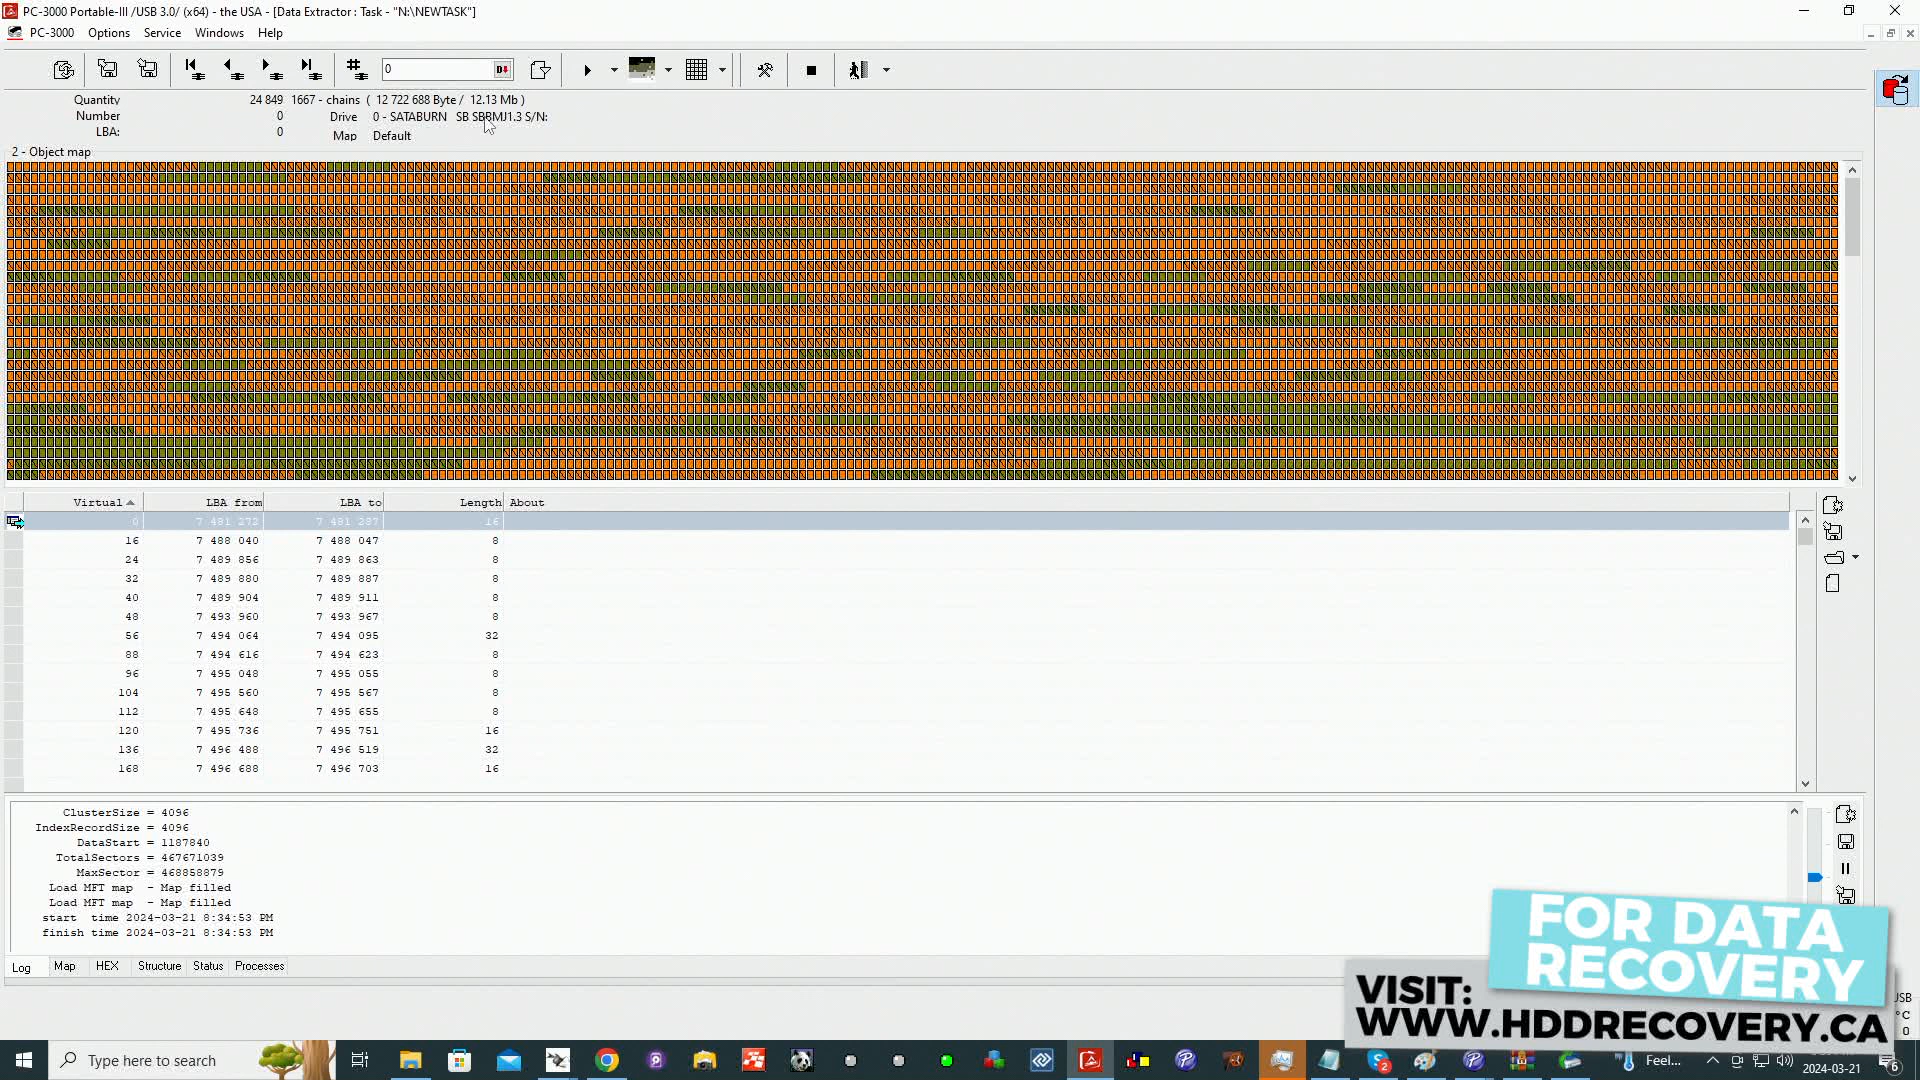 PC-3000 Portable-III /USB 3.0/ (x64) - the USA - [Data Extractor : Task - "N:\NEWTASK"]
PC-3000 Options Service Windows Help
0
Quantity 24 849 1667 - chains ( 12 722 688 Byte / 12.13 Mb )
Number 0 Drive 0 - SATABURN SB SBBMJ1.3 S/N:
LBA: 0
Map Default
2 - Object map
Virtual LBA from LBA to Length About
0 7 481 272 7 481 287 16
16 7 488 040 7 488 047 8
24 7 489 856 7 489 863 8
32 7 489 880 7 489 887 8
40 7 489 904 7 489 911 8
48 7 493 960 7 493 967 8
56 7 494 064 7 494 095 32
88 7 494 616 7 494 623 8
96 7 495 048 7 495 055 8
104 7 495 560 7 495 567 8
112 7 495 648 7 495 655 8
120 7 495 736 7 495 751 16
136 7 496 488 7 496 519 32
168 7 496 688 7 496 703 16
ClusterSize = 4096
IndexRecordSize = 4096
DataStart = 1187840
TotalSectors = 467671039
MaxSector = 468858879
Load MFT map - Map filled
Load MFT map - Map filled
start time 2024-03-21 8:34:53 PM
finish time 2024-03-21 8:34:53 PM
Log Map HEX Structure Status Processes
FOR DATA
RECOVERY
VISIT:
WWW.HDDRECOVERY.CA
USB
°C
0
Type here to search
Feel...
2024-03-21
6
2